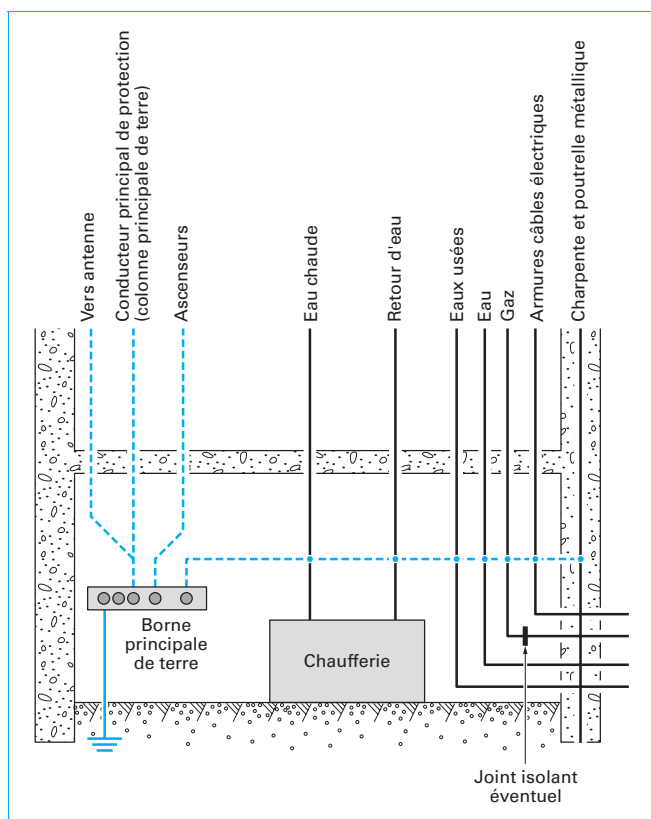 Vers antenne
Conducteur principal de protection
(colonne principale de terre)
Ascenseurs
Eau chaude
Retour d'eau
Eaux usées
Eau
Gaz
Armures câbles électriques
Charpente et poutrelle métallique
Borne
principale
de terre
Chaufferie
Joint isolant
éventuel